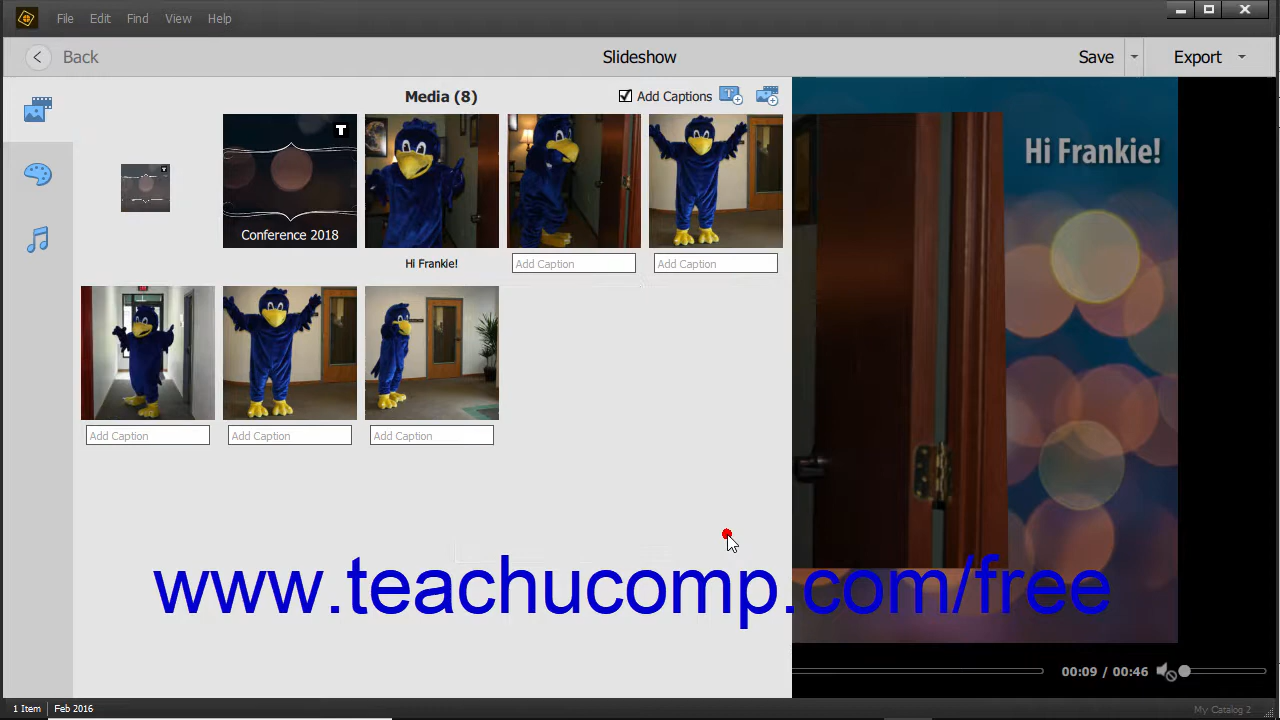 File Edit Find View Help
Back
Slideshow
Save
Export
Media (8)
Add Captions
T
T
Conference 2018
Hi Frankie!
Add Caption
Add Caption
Add Caption
Add Caption
Add Caption
Hi Frankie!
www.teachucomp.com/free
00:09 / 00:46
1 Item
Feb 2016
My Catalog 2